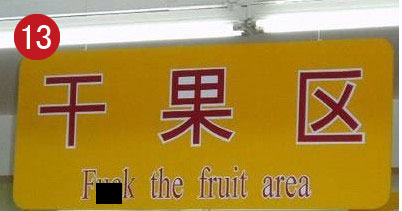 13
干果区
F k the fruit area